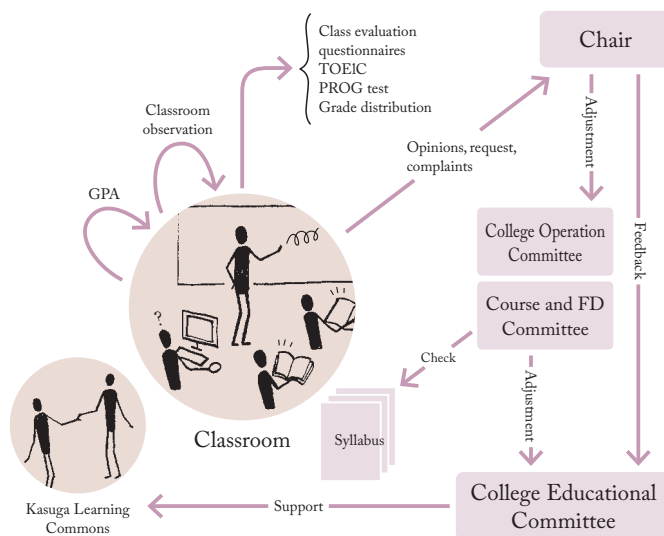 Class evaluation
questionnaires
TOEIC
PROG test
Grade distribution
Chair
Classroom
observation
GPA
Opinions, request,
complaints
Adjustment
Feedback
College Operation
Committee
Course and FD
Committee
?
Check
Adjustment
Syllabus
Classroom
Kasuga Learning
Commons
Support
College Educational
Committee